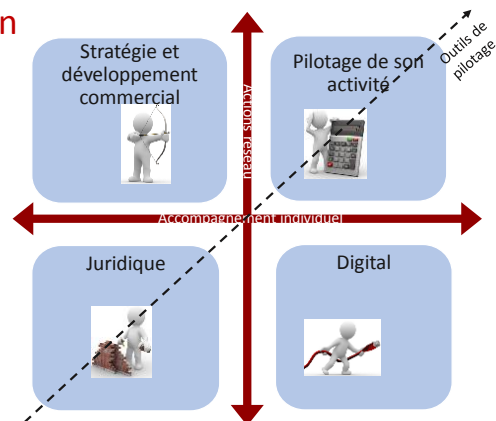 n
Stratégie et
développement
commercial
Pilotage de son
activité
Outils de
pilotage
Actions réseau
Accompagnement individuel
Juridique
Digital